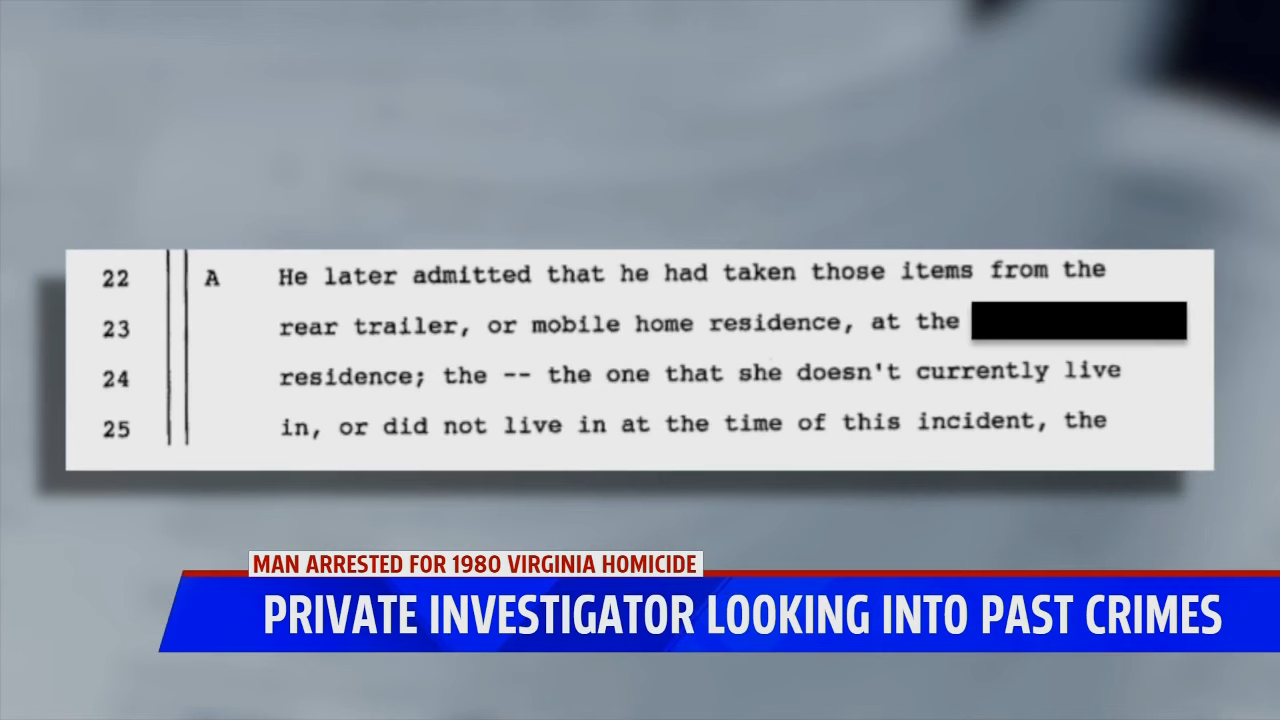 22 A He later admitted that he had taken those items from the
23 rear trailer, or mobile home residence, at the
24 residence; the -- the one that she doesn't currently live
25 in, or did not live in at the time of this incident, the
MAN ARRESTED FOR 1980 VIRGINIA HOMICIDE
PRIVATE INVESTIGATOR LOOKING INTO PAST CRIMES